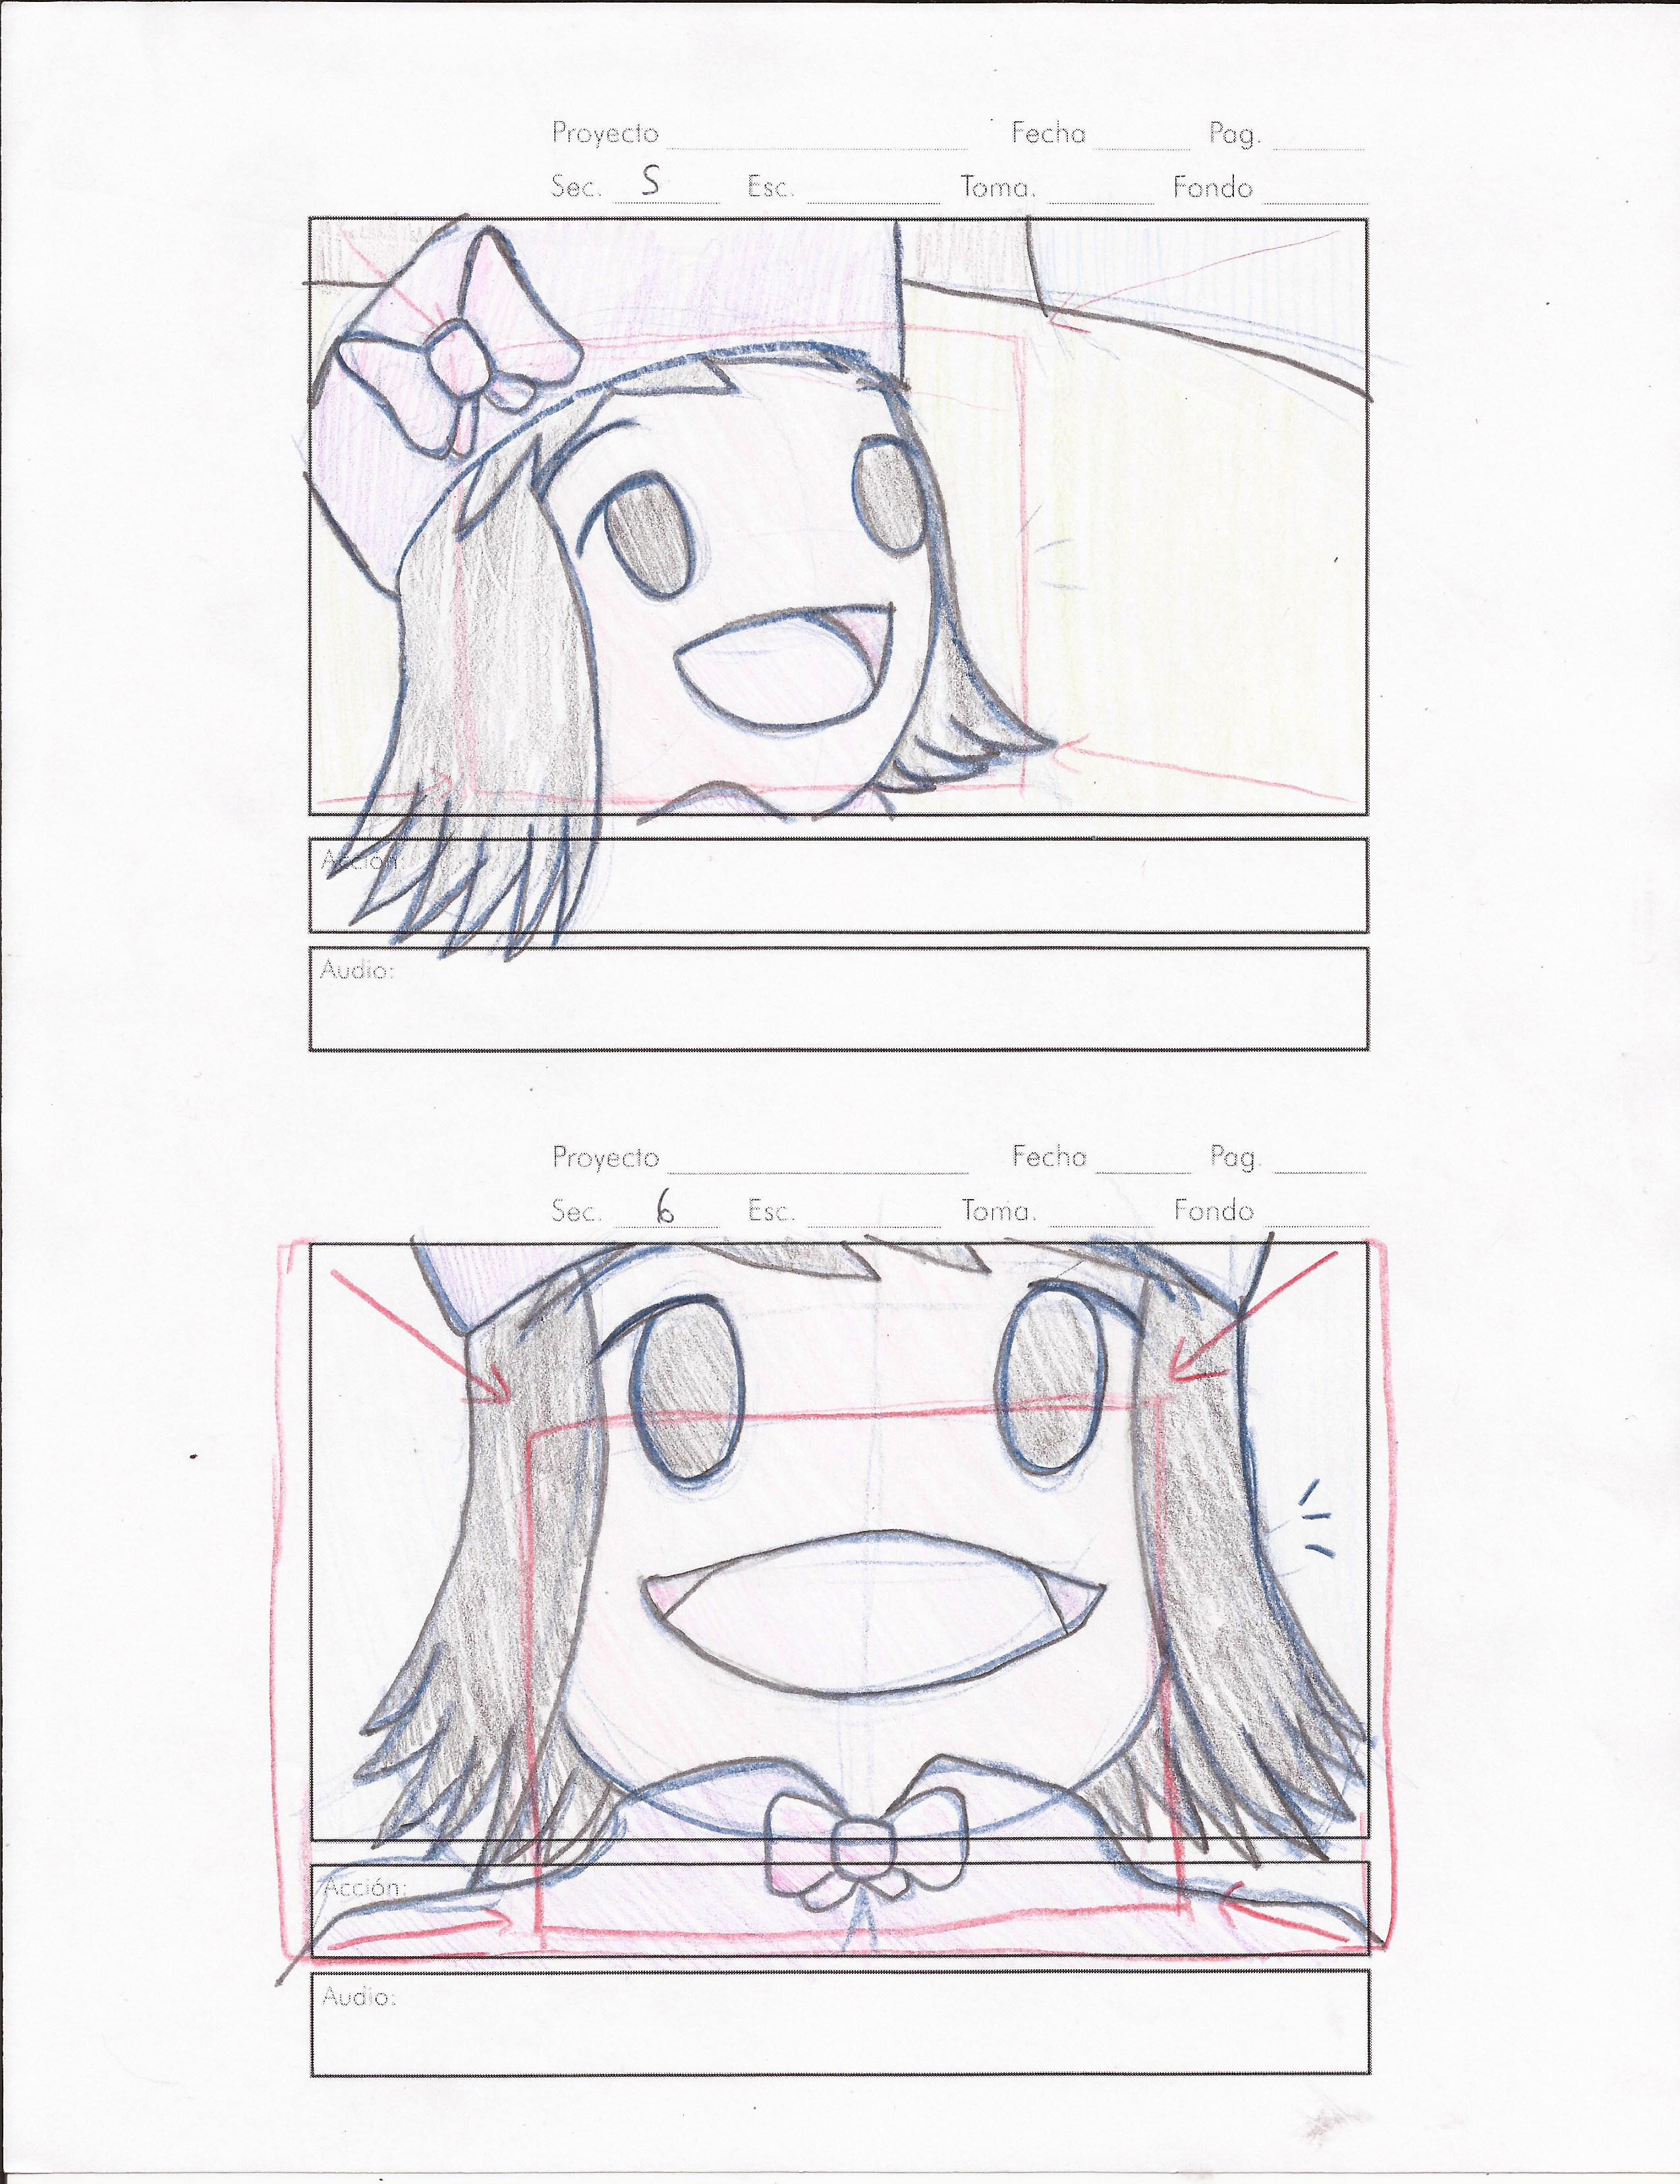 Proyecto Fecha Pag.
Sec. 5 Esc. Toma. Fondo
Acción
Audio:
Proyecto Fecha Pag.
Sec. 6 Esc. Toma. Fondo
Acción:
Audio: